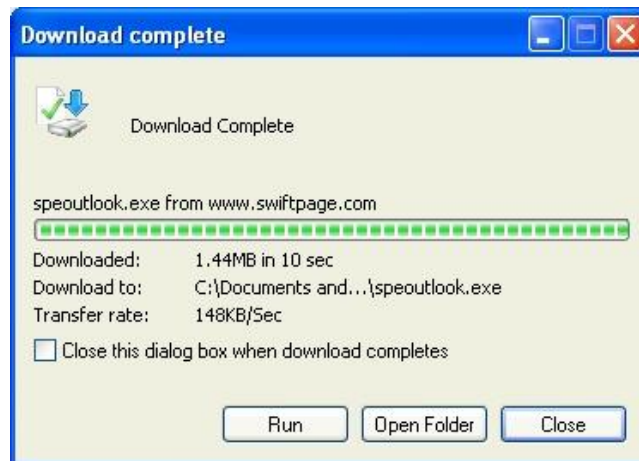 Download complete
Download Complete
speoutlook.exe from www.swiftpage.com
Downloaded: 1.44MB in 10 sec
Download to: C:\Documents and...\speoutlook.exe
Transfer rate: 148KB/Sec
Close this dialog box when download completes
Run Open Folder Close